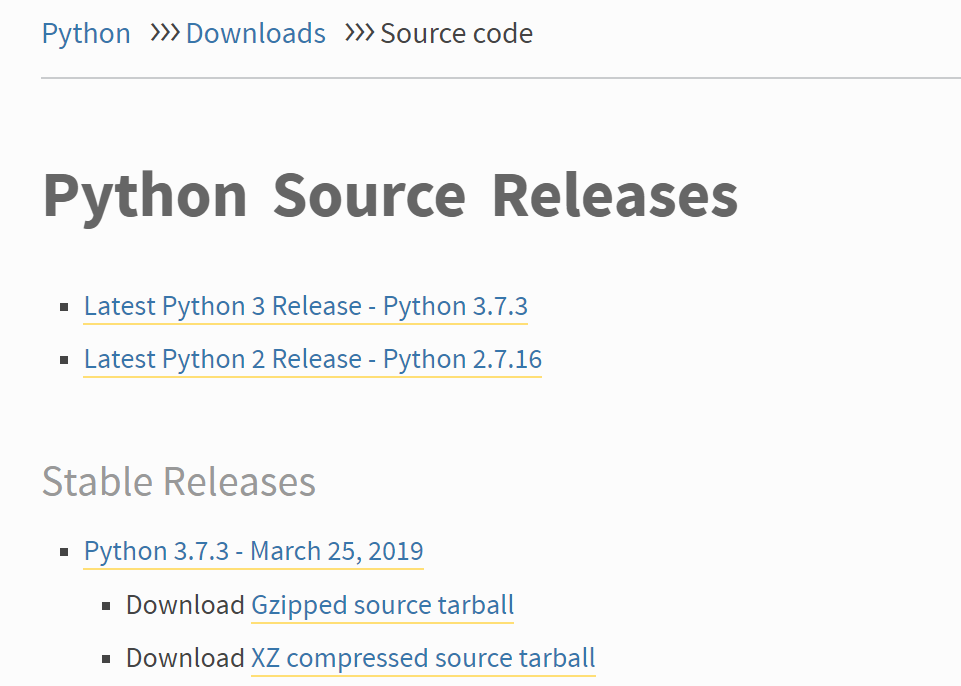 Python >>> Downloads >>> Source code
Python Source Releases
Latest Python 3 Release - Python 3.7.3
Latest Python 2 Release - Python 2.7.16
Stable Releases
Python 3.7.3 - March 25, 2019
Download Gzipped source tarball
Download XZ compressed source tarball